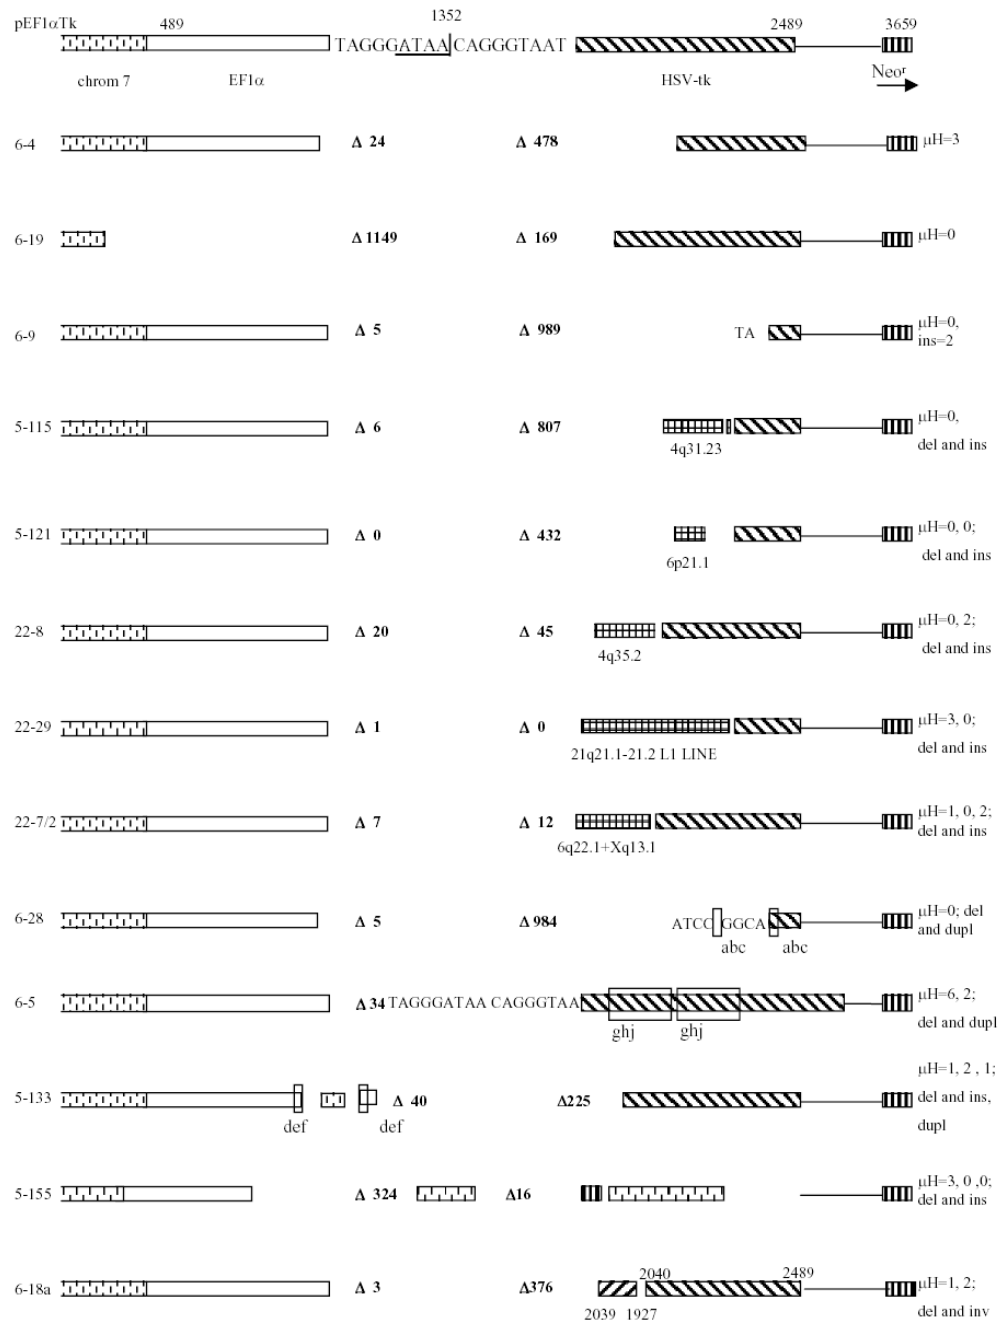 pEF1αTk 489 1352 2489 3659
TAGGGATAACAGGGTAAT
chrom 7 EF1α HSV-tk Neoʳ
6-4 Δ 24 Δ 478 μH=3
6-19 Δ 1149 Δ 169 μH=0
6-9 Δ 5 Δ 989 TA μH=0,
ins=2
5-115 Δ 6 Δ 807 μH=0,
4q31.23 del and ins
5-121 Δ 0 Δ 432 μH=0, 0;
6p21.1 del and ins
22-8 Δ 20 Δ 45 μH=0, 2;
4q35.2 del and ins
22-29 Δ 1 Δ 0 μH=3, 0;
21q21.1-21.2 L1 LINE del and ins
22-7/2 Δ 7 Δ 12 μH=1, 0, 2;
del and ins
6q22.1+Xq13.1
6-28 Δ 5 Δ 984 ATCC GGCA μH=0; del
and dupl
abc abc
6-5 Δ 34 TAGGGATAA CAGGGTAA μH=6, 2;
del and dupl
ghj ghj
5-133 Δ 40 Δ225 μH=1, 2 , 1;
del and ins,
def def dupl
5-155 Δ 324 Δ16 μH=3, 0 ,0;
del and ins
6-18a Δ 3 Δ376 2040 2489 μH=1, 2;
2039 1927 del and inv